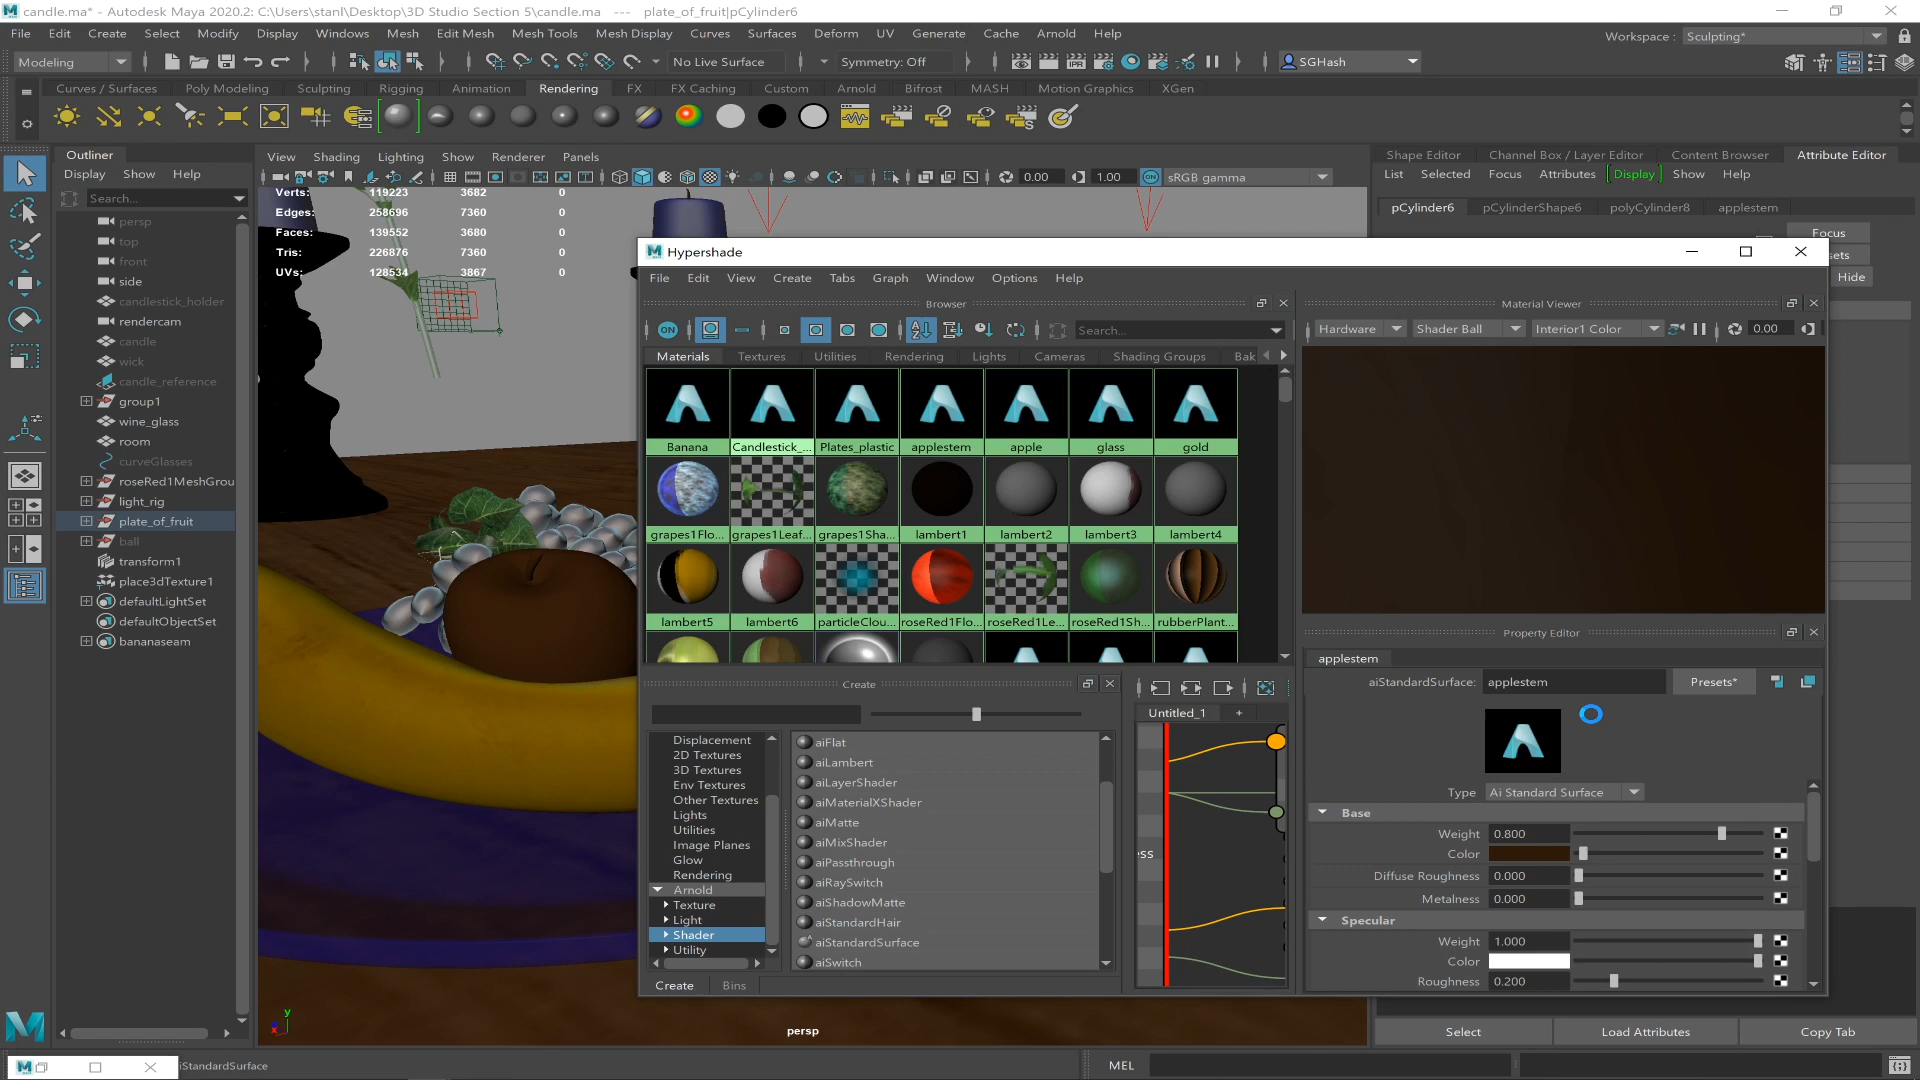 candle.ma* - Autodesk Maya 2020.2: C:\Users\stanl\Desktop\3D Studio Section 5\candle.ma --- plate_of_fruit|pCylinder6
File Edit Create Select Modify Display Windows Mesh Edit Mesh Mesh Tools Mesh Display Curves Surfaces Deform UV Generate Cache Arnold Help
Workspace : Sculpting*
Modeling No Live Surface Symmetry: Off SGHash
Curves / Surfaces Poly Modeling Sculpting Rigging Animation Rendering FX FX Caching Custom Arnold Bifrost MASH Motion Graphics XGen
Outliner
Display Show Help
Search...
persp
top
front
side
candlestick_holder
rendercam
candle
wick
candle_reference
group1
wine_glass
room
curveGlasses
roseRed1MeshGrou
light_rig
plate_of_fruit
ball
transform1
place3dTexture1
defaultLightSet
defaultObjectSet
bananaseam
View Shading Lighting Show Renderer Panels
0.00 1.00 ON sRGB gamma
Verts: 119223 3682 0
Edges: 258696 7360 0
Faces: 139552 3680 0
Tris: 226876 7360 0
UVs: 128534 3867 0
persp
y
Shape Editor Channel Box / Layer Editor Content Browser Attribute Editor
List Selected Focus Attributes Display Show Help
pCylinder6 pCylinderShape6 polyCylinder8 applestem
Focus
sets
Hide
Hypershade
File Edit View Create Tabs Graph Window Options Help
Browser
ON Search...
Materials Textures Utilities Rendering Lights Cameras Shading Groups Bak
Banana Candlestick_... Plates_plastic applestem apple glass gold
grapes1Flo... grapes1Leaf... grapes1Sha... lambert1 lambert2 lambert3 lambert4
lambert5 lambert6 particleClou... roseRed1Flo... roseRed1Le... roseRed1Sh... rubberPlant...
Create
Displacement
2D Textures
3D Textures
Env Textures
Other Textures
Lights
Utilities
Image Planes
Glow
Rendering
Arnold
Texture
Light
Shader
Utility
aiFlat
aiLambert
aiLayerShader
aiMaterialXShader
aiMatte
aiMixShader
aiPassthrough
aiRaySwitch
aiShadowMatte
aiStandardHair
aiStandardSurface
aiSwitch
Create Bins
Untitled_1 +
ss
Material Viewer
Hardware Shader Ball Interior1 Color 0.00
Property Editor
applestem
aiStandardSurface: applestem Presets*
Type Ai Standard Surface
Base
Weight 0.800
Color
Diffuse Roughness 0.000
Metalness 0.000
Specular
Weight 1.000
Color
Roughness 0.200
Select Load Attributes Copy Tab
iStandardSurface
MEL